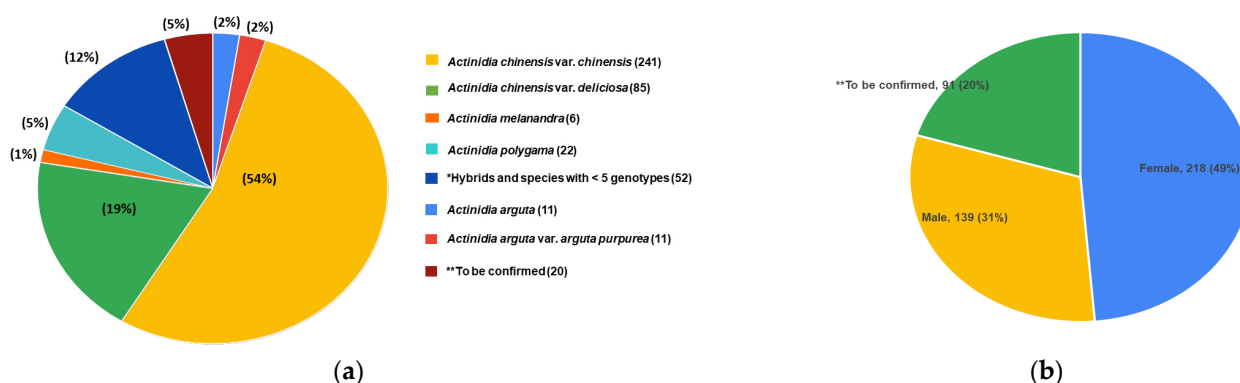 (5%)
(2%)
(2%)
(12%)
(5%)
(1%)
(19%)
(54%)
Actinidia chinensis var. chinensis (241)
Actinidia chinensis var. deliciosa (85)
Actinidia melanandra (6)
Actinidia polygama (22)
*Hybrids and species with < 5 genotypes (52)
Actinidia arguta (11)
Actinidia arguta var. arguta purpurea (11)
**To be confirmed (20)
(a)
**To be confirmed, 91 (20%)
Female, 218 (49%)
Male, 139 (31%)
(b)